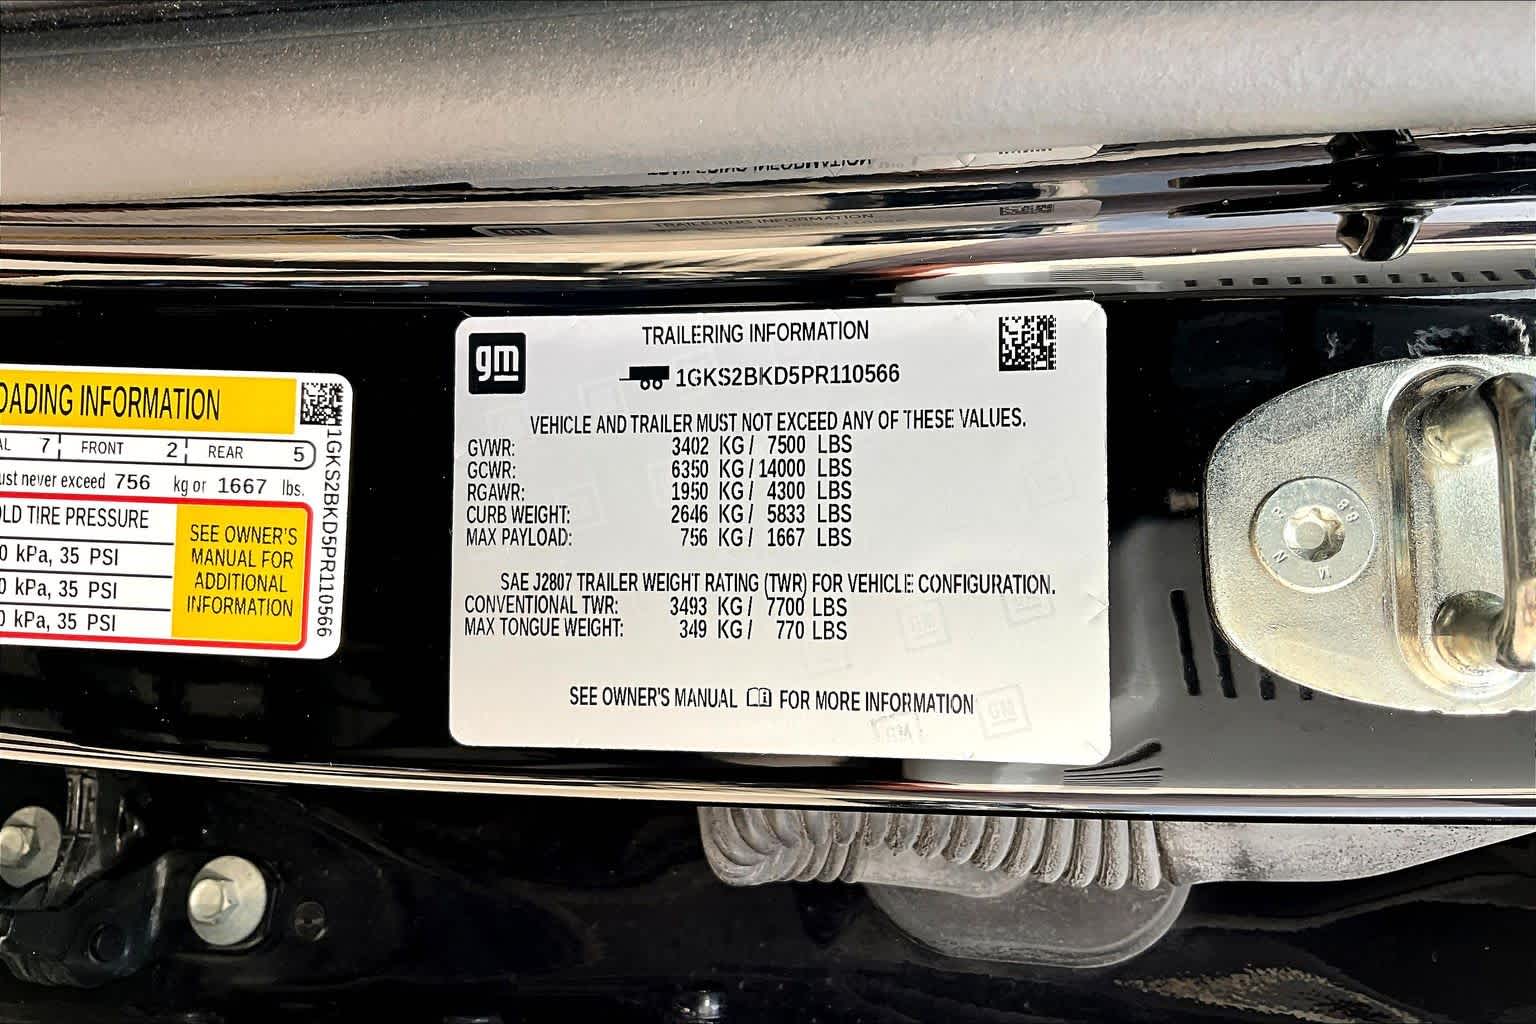 OADING INFORMATION
AL 7 FRONT 2 REAR 5
ust never exceed 756 kg or 1667 lbs.
OLD TIRE PRESSURE
0 kPa, 35 PSI
0 kPa, 35 PSI
0 kPa, 35 PSI
SEE OWNER'S
MANUAL FOR
ADDITIONAL
INFORMATION
1GKS2BKD5PR110566
gm
TRAILERING INFORMATION
1GKS2BKD5PR110566
VEHICLE AND TRAILER MUST NOT EXCEED ANY OF THESE VALUES.
GVWR: 3402 KG/ 7500 LBS
GCWR: 6350 KG/14000 LBS
RGAWR: 1950 KG/ 4300 LBS
CURB WEIGHT: 2646 KG/ 5833 LBS
MAX PAYLOAD: 756 KG/ 1667 LBS
SAE J2807 TRAILER WEIGHT RATING (TWR) FOR VEHICLE CONFIGURATION.
CONVENTIONAL TWR: 3493 KG/ 7700 LBS
MAX TONGUE WEIGHT: 349 KG/ 770 LBS
SEE OWNER'S MANUAL FOR MORE INFORMATION